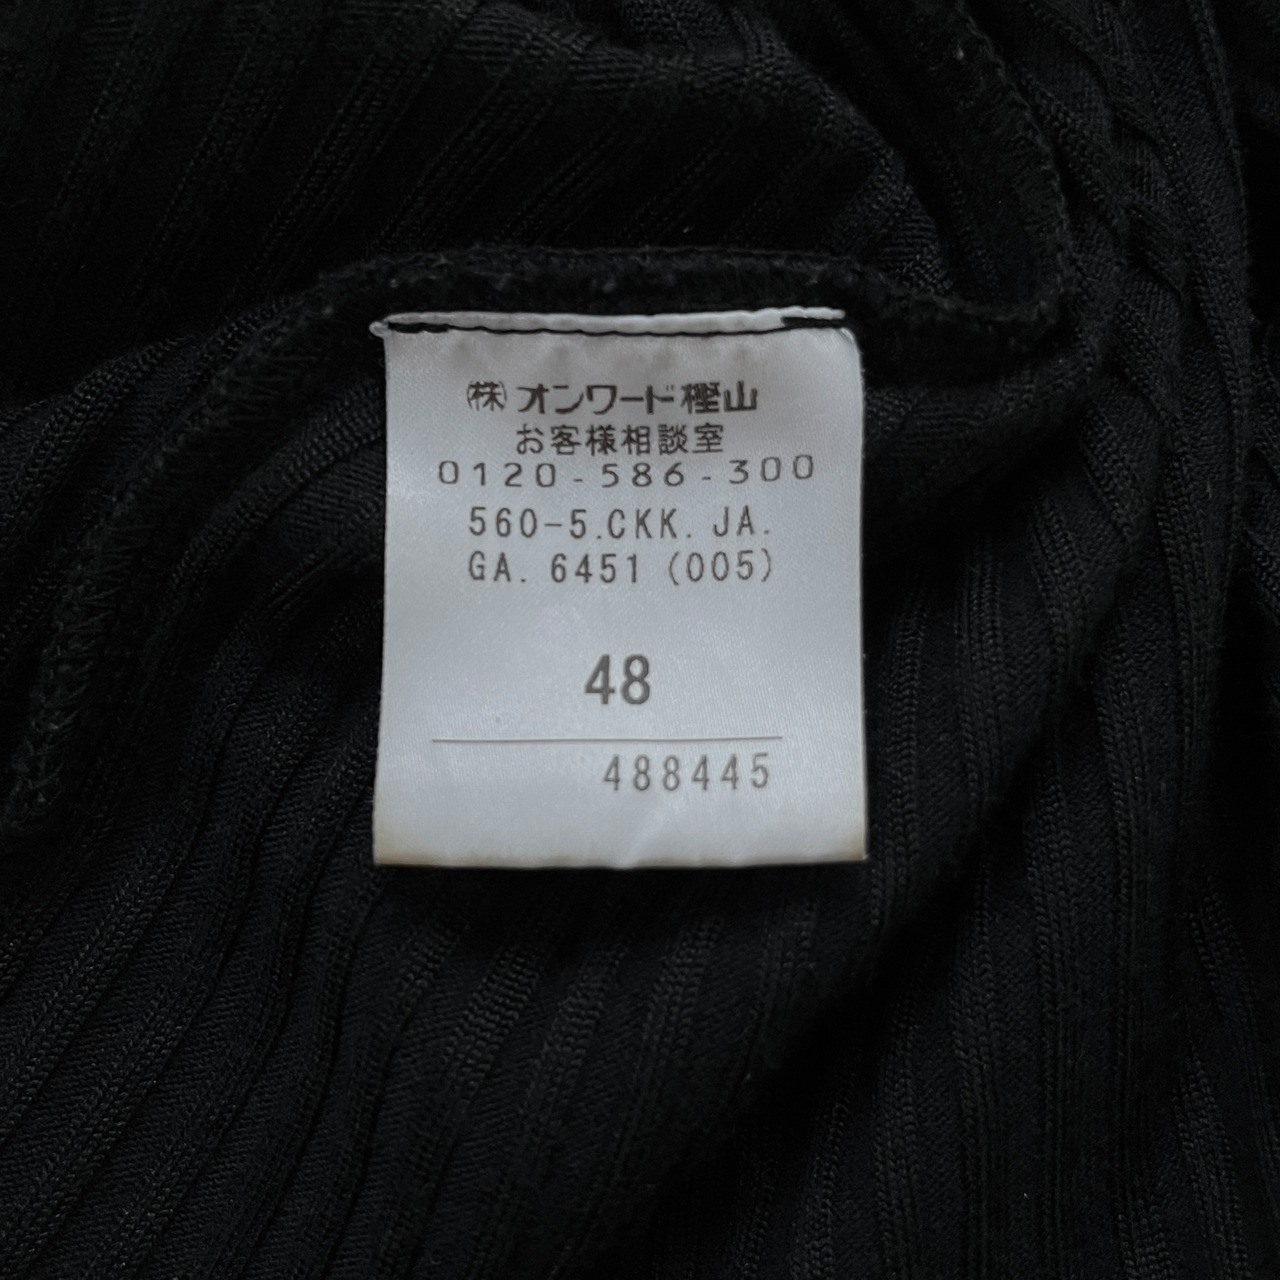 ㈱オンワード樫山
お客様相談室
0120-586-300
560-5.CKK.JA.
GA.6451(005)
48
488445